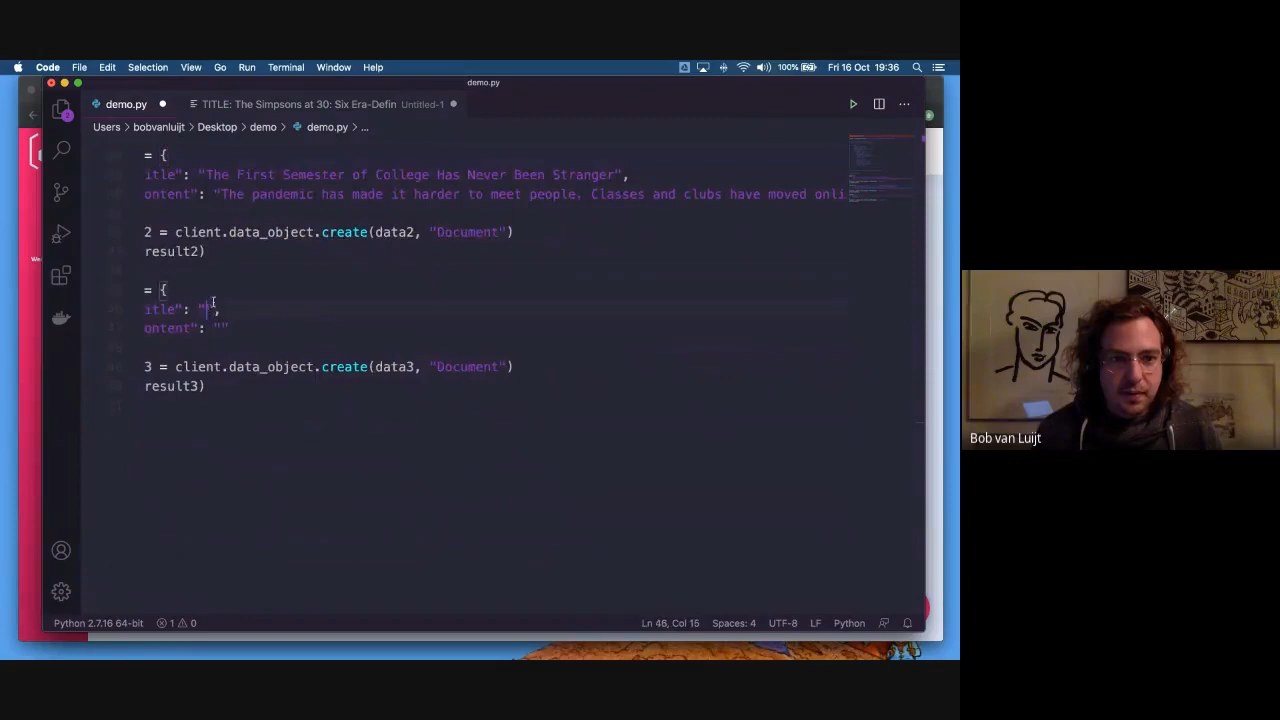 Code File Edit Selection View Go Run Terminal Window Help 100% Fri 16 Oct 19:36
demo.py
demo.py TITLE: The Simpsons at 30: Six Era-Defin Untitled-1
Users > bobvanluijt > Desktop > demo > demo.py > ...
= {
itle": "The First Semester of College Has Never Been Stranger",
ontent": "The pandemic has made it harder to meet people. Classes and clubs have moved onli
2 = client.data_object.create(data2, "Document")
result2)
= {
itle": "",
ontent": ""
3 = client.data_object.create(data3, "Document")
result3)
Bob van Luijt
Python 2.7.16 64-bit 1 0 Ln 46, Col 15 Spaces: 4 UTF-8 LF Python